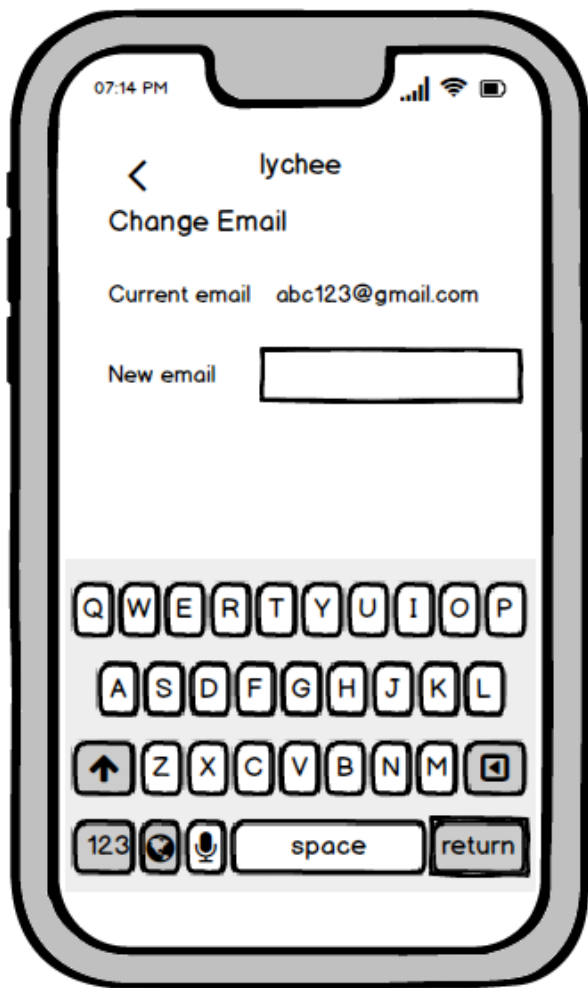 07:14 PM
lychee
Change Email
Current email abc123@gmail.com
New email
Q W E R T Y U I O P
A S D F G H J K L
Z X C V B N M
123 space return